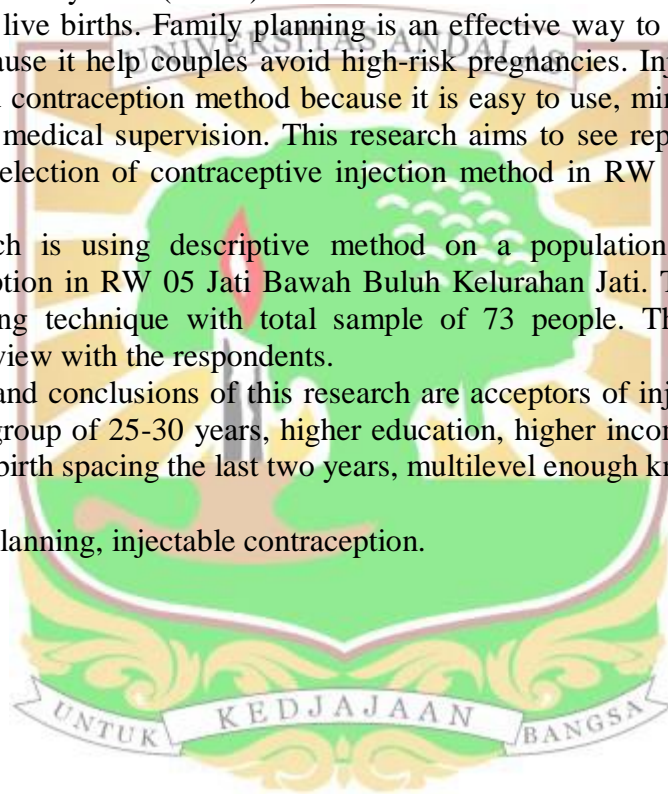 live births. Family planning is an effective way to
UNIVERSITAS ANDALAS
ause it help couples avoid high-risk pregnancies. In
contraception method because it is easy to use, min
medical supervision. This research aims to see rep
election of contraceptive injection method in RW
ch is using descriptive method on a population
ption in RW 05 Jati Bawah Buluh Kelurahan Jati. T
ng technique with total sample of 73 people. Th
view with the respondents.
and conclusions of this research are acceptors of inj
group of 25-30 years, higher education, higher incor
birth spacing the last two years, multilevel enough kr
lanning, injectable contraception.
UNTUK KEDJAJAAN BANGSA